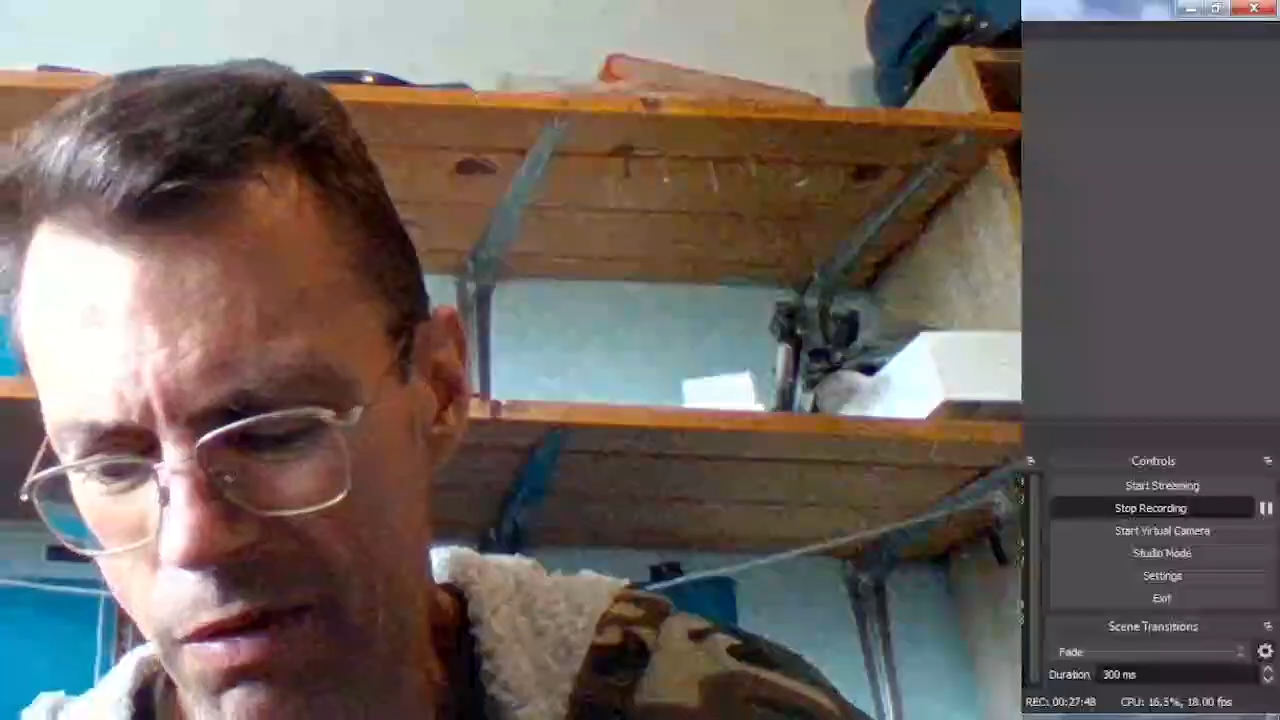 Controls
Start Streaming
Stop Recording
Start Virtual Camera
Studio Mode
Settings
Exit
Scene Transitions
Fade
Duration 300 ms
REC: 00:27:48 CPU: 16.3%, 18.00 fps